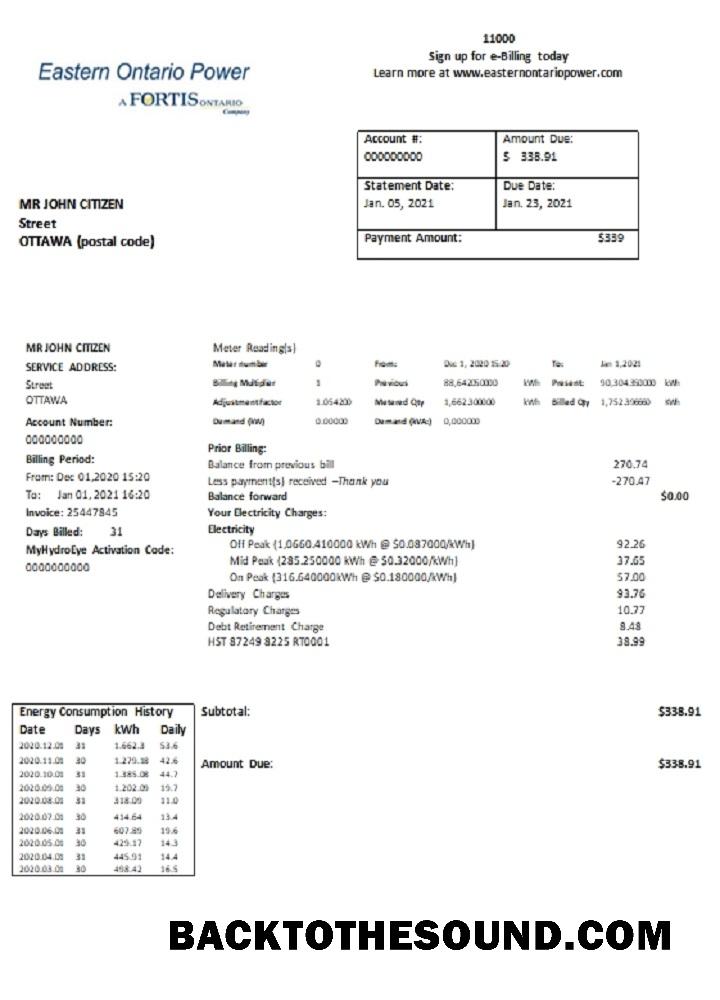 11000
Sign up for e-Billing today
Learn more at www.easternontariopower.com
Eastern Ontario Power
A FORTIS ONTARIO
Company
Account #: Amount Due:
000000000 $ 338.91
Statement Date: Due Date:
Jan. 05, 2021 Jan. 23, 2021
Payment Amount: $339
MR JOHN CITIZEN
Street
OTTAWA (postal code)
MR JOHN CITIZEN
SERVICE ADDRESS:
Street
OTTAWA
Account Number:
000000000
Billing Period:
From: Dec 01,2020 15:20
To: Jan 01, 2021 16:20
Invoice: 25447845
Days Billed: 31
MyHydroEye Activation Code:
0000000000
Meter Reading(s)
Meter number 0 From: Dec 1, 2020 15:20 To: Jan 1,2021
Billing Multiplier 1 Previous 88,642050000 kWh Present: 90,304.350000 kWh
Adjustment factor 1.054200 Metered Qty 1,662.300000 kWh Billed Qty 1,752.396660 kWh
Demand (kW) 0.00000 Demand (kVA:) 0,000000
Prior Billing:
Balance from previous bill 270.74
Less payment(s) received –Thank you -270.47
Balance forward $0.00
Your Electricity Charges:
Electricity
Off Peak (1,0660.410000 kWh @ $0.087000/kWh) 92.26
Mid Peak (285.250000 kWh @ $0.32000/kWh) 37.65
On Peak (316.640000kWh @ $0.180000/kWh) 57.00
Delivery Charges 93.76
Regulatory Charges 10.77
Debt Retirement Charge 8.48
HST 87249 8225 RT0001 38.99
Energy Consumption History
Date Days kWh Daily
2020.12.01 31 1.662.3 53.6
2020.11.01 30 1.279.18 42.6
2020.10.01 31 1.385.08 44.7
2020.09.01 30 1.202.09 19.7
2020.08.01 31 318.09 11.0
2020.07.01 30 414.64 13.4
2020.06.01 31 607.89 19.6
2020.05.01 30 429.17 14.3
2020.04.01 31 445.91 14.4
2020.03.01 30 498.42 16.5
Subtotal: $338.91
Amount Due: $338.91
BACKTOTHESOUND.COM